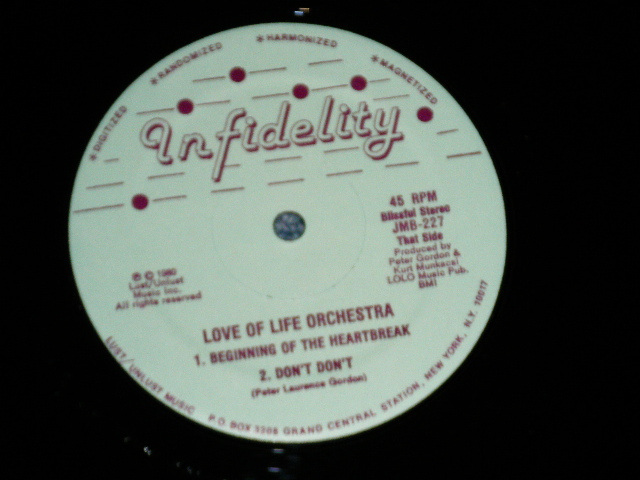 *DIGITIZED *RANDOMIZED *HARMONIZED *MAGNETIZED
Infidelity
45 RPM
Blissful Stereo
JMB-227
That Side
Produced by
Peter Gordon &
Kurt Munkacsi
LOLO Music Pub.
BMI
℗ © 1980
Lust/Unlust
Music Inc.
All rights reserved
LOVE OF LIFE ORCHESTRA
1. BEGINNING OF THE HEARTBREAK
2. DON'T DON'T
(Peter Laurence Gordon)
LUST/UNLUST MUSIC P.O. BOX 3208 GRAND CENTRAL STATION, NEW YORK, N.Y. 10017